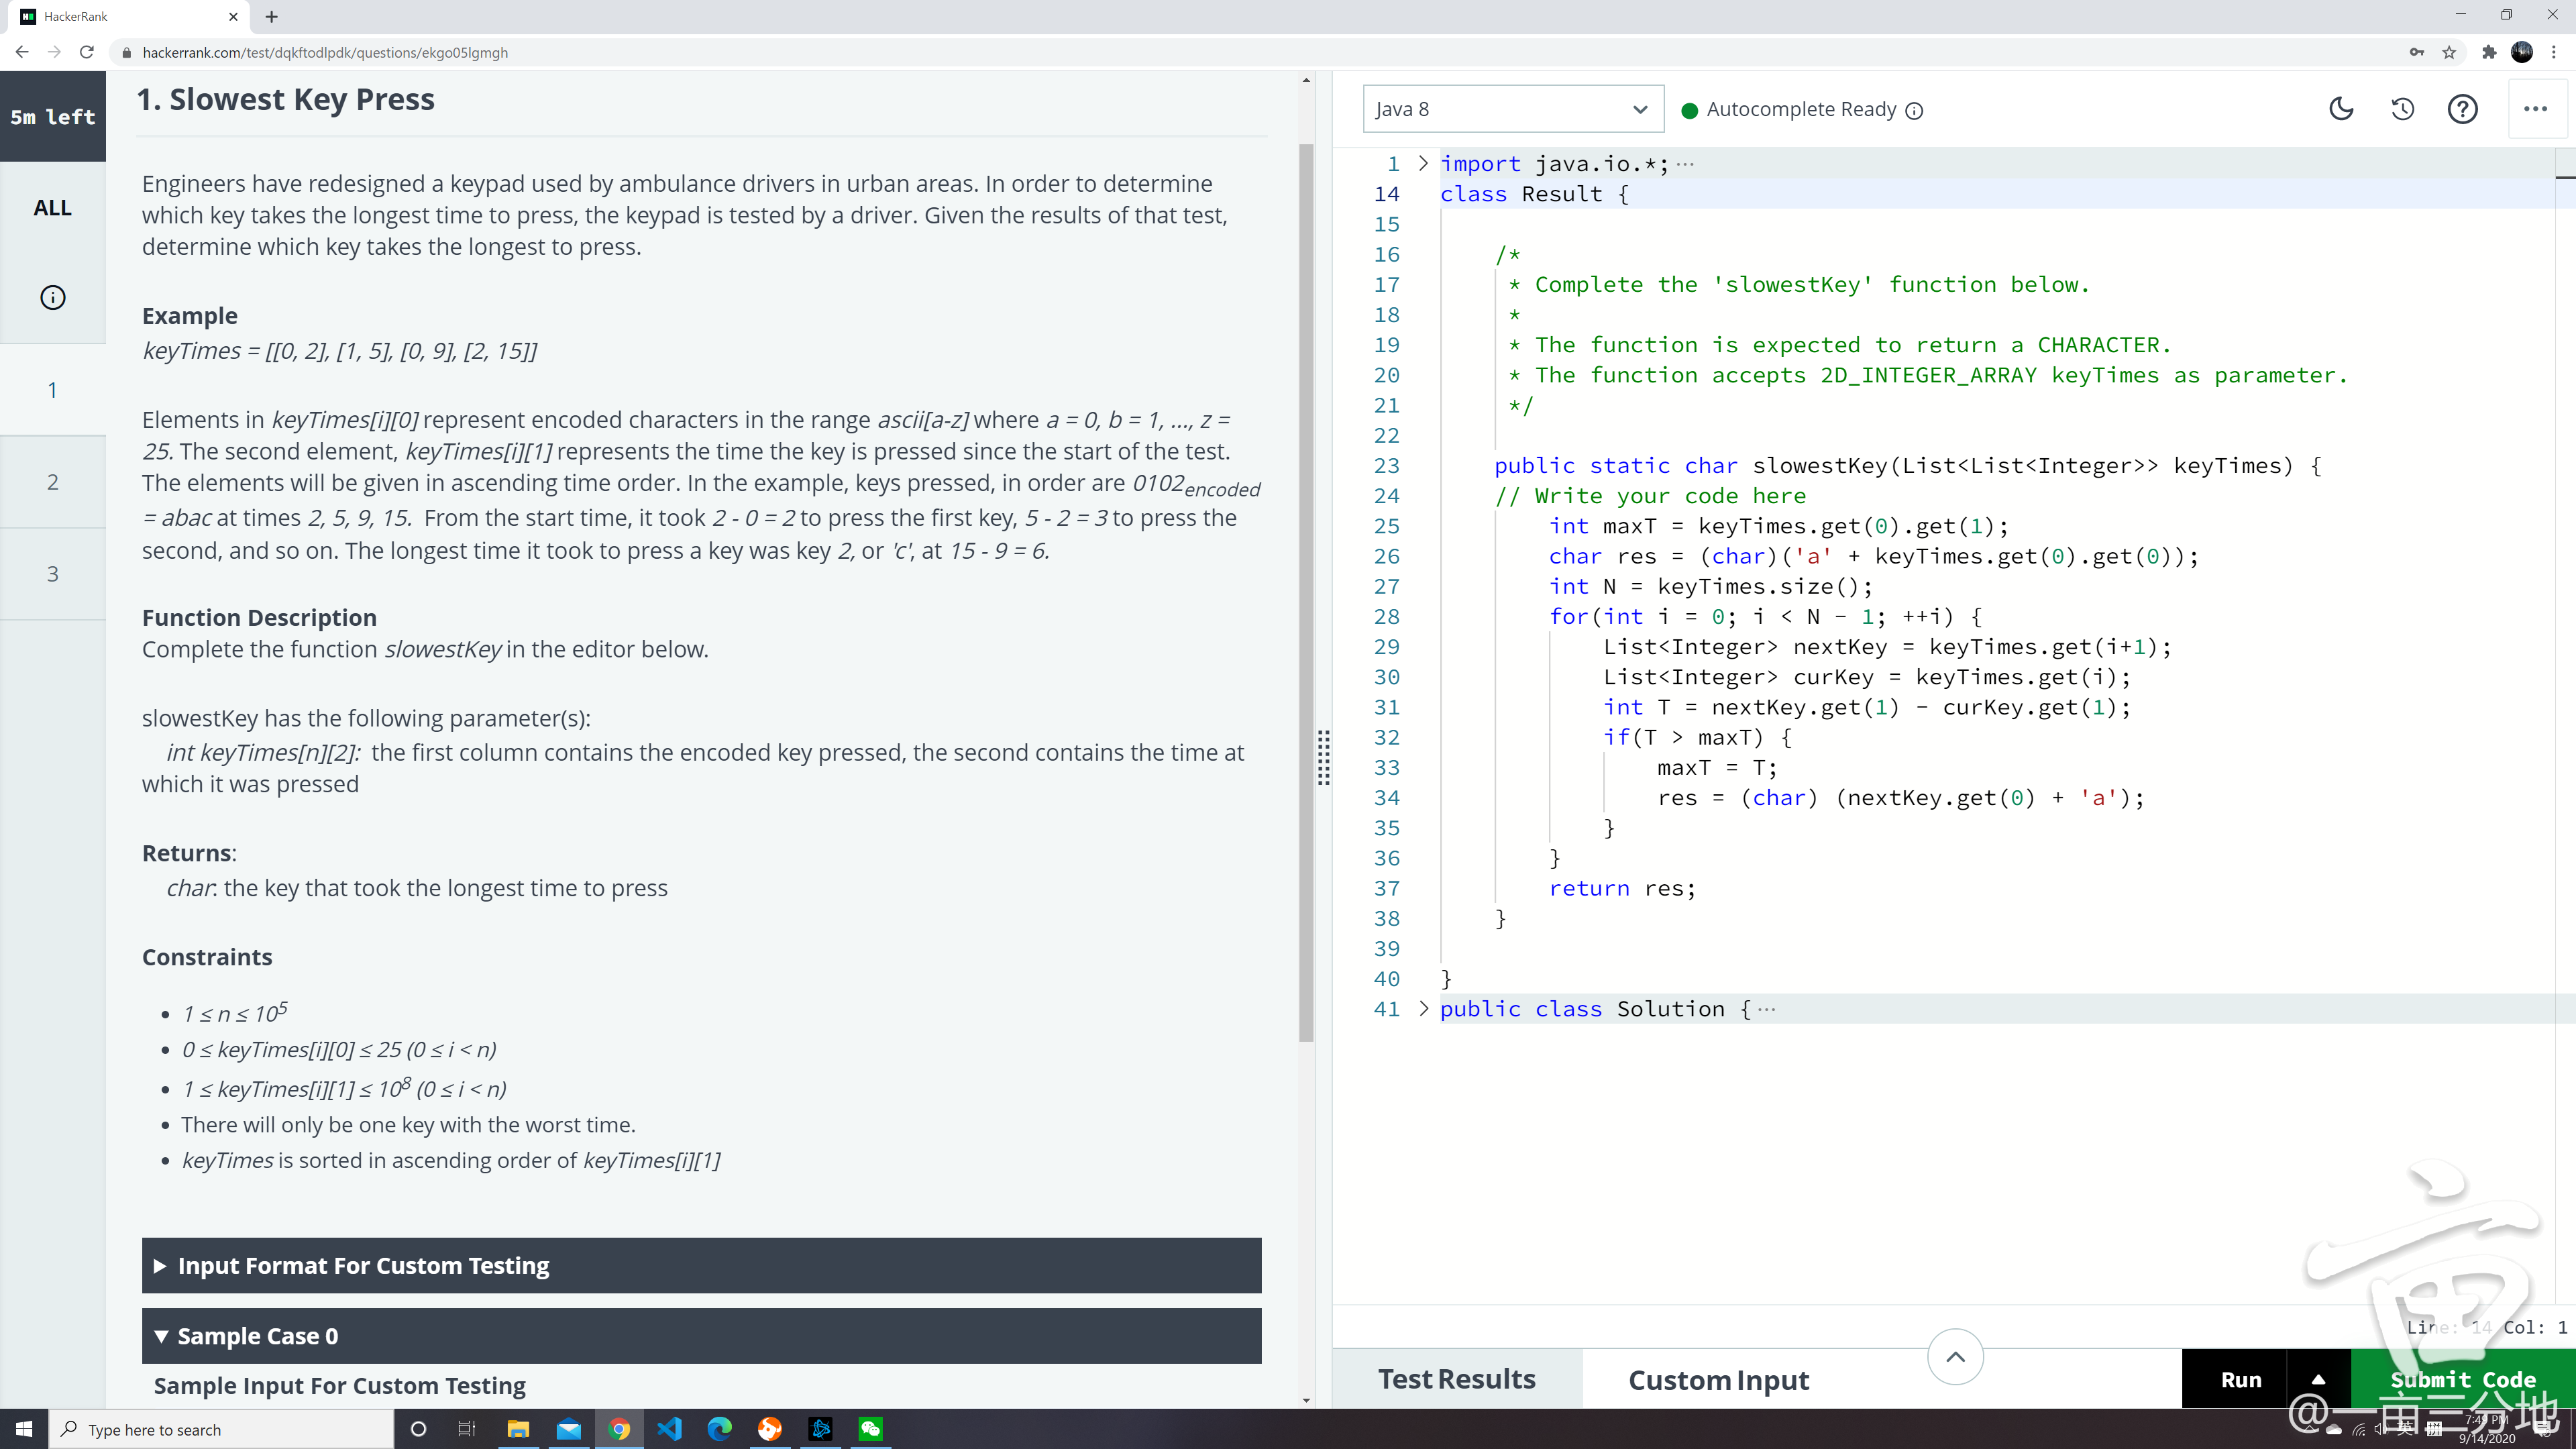 HackerRank
hackerrank.com/test/dqkftodlpdk/questions/ekgo05lgmgh
5m left
ALL
1
2
3
1. Slowest Key Press
Engineers have redesigned a keypad used by ambulance drivers in urban areas. In order to determine
which key takes the longest time to press, the keypad is tested by a driver. Given the results of that test,
determine which key takes the longest to press.
Example
keyTimes = [[0, 2], [1, 5], [0, 9], [2, 15]]
Elements in keyTimes[i][0] represent encoded characters in the range ascii[a-z] where a = 0, b = 1, ..., z =
25. The second element, keyTimes[i][1] represents the time the key is pressed since the start of the test.
The elements will be given in ascending time order. In the example, keys pressed, in order are 0102encoded
= abac at times 2, 5, 9, 15. From the start time, it took 2 - 0 = 2 to press the first key, 5 - 2 = 3 to press the
second, and so on. The longest time it took to press a key was key 2, or 'c', at 15 - 9 = 6.
Function Description
Complete the function slowestKey in the editor below.
slowestKey has the following parameter(s):
int keyTimes[n][2]: the first column contains the encoded key pressed, the second contains the time at
which it was pressed
Returns:
char: the key that took the longest time to press
Constraints
• 1 ≤ n ≤ 10⁵
• 0 ≤ keyTimes[i][0] ≤ 25 (0 ≤ i < n)
• 1 ≤ keyTimes[i][1] ≤ 10⁸ (0 ≤ i < n)
• There will only be one key with the worst time.
• keyTimes is sorted in ascending order of keyTimes[i][1]
Input Format For Custom Testing
Sample Case 0
Sample Input For Custom Testing
Java 8
Autocomplete Ready
1 import java.io.*;···
14 class Result {
15
16 /*
17 * Complete the 'slowestKey' function below.
18 *
19 * The function is expected to return a CHARACTER.
20 * The function accepts 2D_INTEGER_ARRAY keyTimes as parameter.
21 */
22
23 public static char slowestKey(List<List<Integer>> keyTimes) {
24 // Write your code here
25 int maxT = keyTimes.get(0).get(1);
26 char res = (char)('a' + keyTimes.get(0).get(0));
27 int N = keyTimes.size();
28 for(int i = 0; i < N - 1; ++i) {
29 List<Integer> nextKey = keyTimes.get(i+1);
30 List<Integer> curKey = keyTimes.get(i);
31 int T = nextKey.get(1) - curKey.get(1);
32 if(T > maxT) {
33 maxT = T;
34 res = (char) (nextKey.get(0) + 'a');
35 }
36 }
37 return res;
38 }
39
40 }
41 public class Solution {···
Line: 14 Col: 1
Test Results
Custom Input
Run
Submit Code
Type here to search
英
7:49 PM
9/14/2020
亩
@一亩三分地